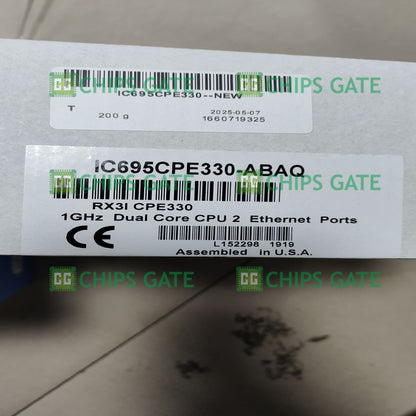 CHIPS GATE CHIPS GATE
IC695CPE330--NEW
T
200 g
2025-05-07
1660719325
IC695CPE330-ABAQ
CHIPS GATE CHIPS GATE
RX3I CPE330
1GHz Dual Core CPU 2 Ethernet Ports
CE
L152298 1919
Assembled in U.S.A.
CHIPS GATE CHIPS GATE